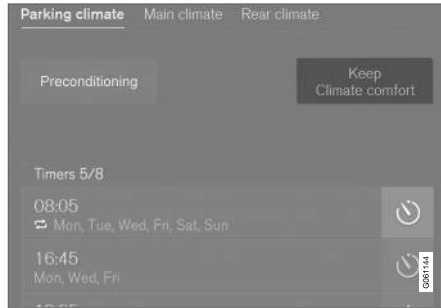 Parking climate Main climate Rear climate
Preconditioning
Keep
Climate comfort
Timers 5/8
08:05
Mon, Tue, Wed, Fri, Sat, Sun
16:45
Mon, Wed, Fri
G061144